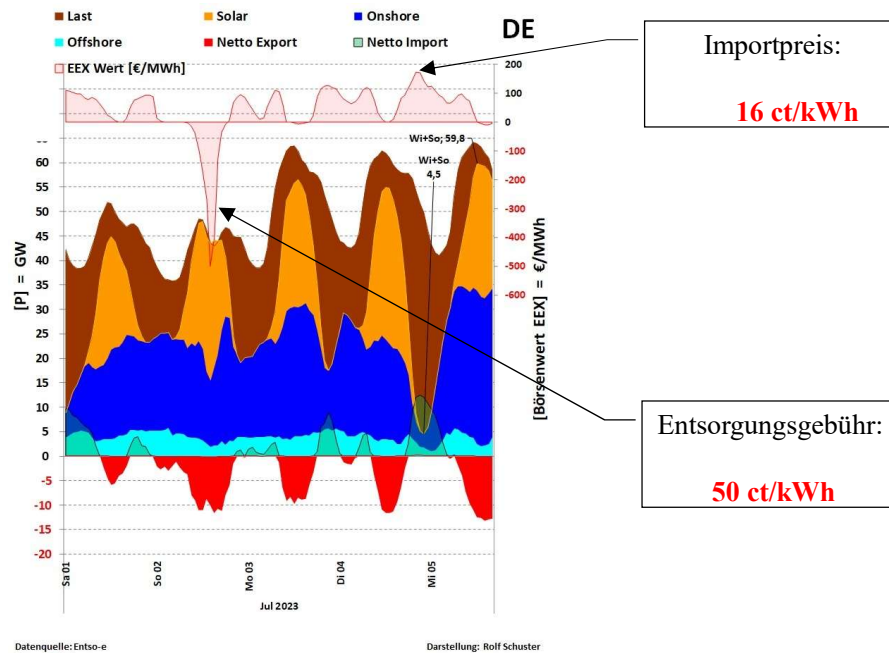 Last Solar Onshore
Offshore Netto Export Netto Import
EEX Wert [€/MWh]
DE
Importpreis:
16 ct/kWh
200
100
0
-100
-200
-300
-400
-500
-600
[Börsenwert EEX] = €/MWh
Wi+So; 59,8
Wi+So
4,5
60
55
50
45
40
35
30
25
20
15
10
5
0
-5
-10
-15
-20
[P] = GW
Entsorgungsgebühr:
50 ct/kWh
Sa 01
So 02
Mo 03
Di 04
Mi 05
Jul 2023
Datenquelle: Entso-e
Darstellung: Rolf Schuster